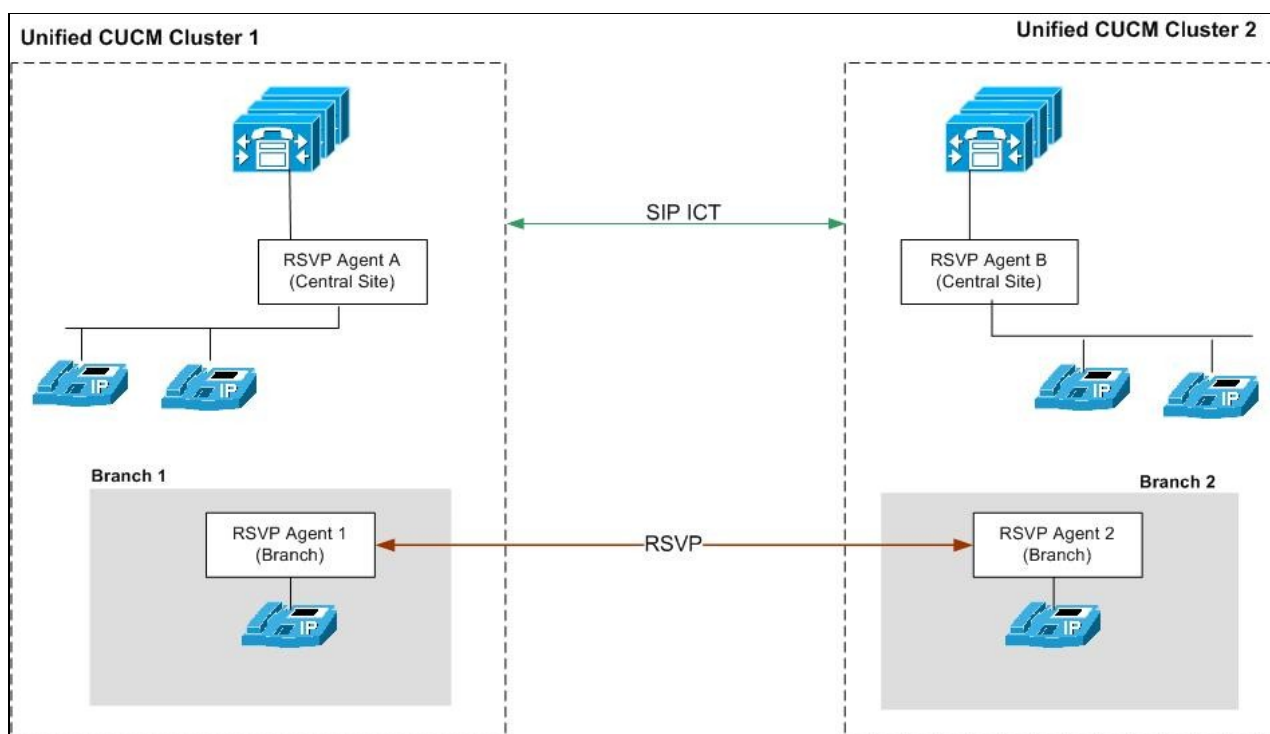 Unified CUCM Cluster 1
Unified CUCM Cluster 2
SIP ICT
RSVP Agent A
(Central Site)
RSVP Agent B
(Central Site)
IP
IP
IP
IP
Branch 1
Branch 2
RSVP Agent 1
(Branch)
RSVP
RSVP Agent 2
(Branch)
IP
IP